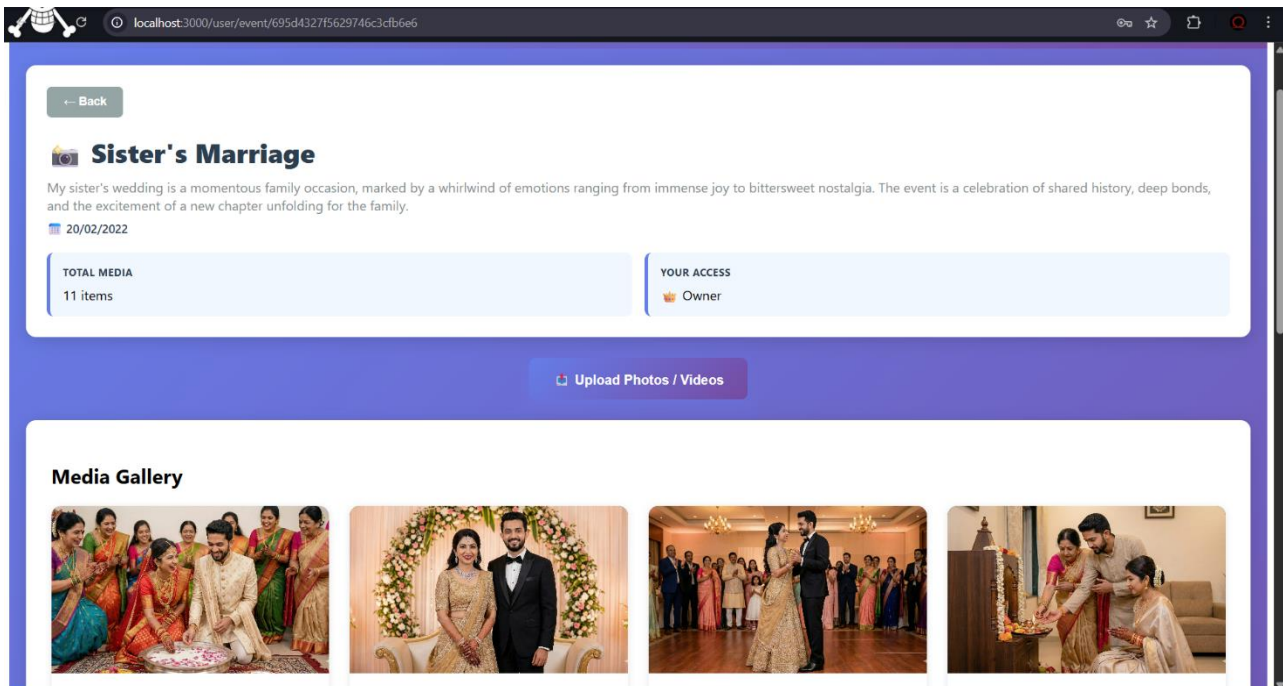 localhost:3000/user/event/695d4327f5629746c3cfb6e6
← Back
Sister's Marriage
My sister's wedding is a momentous family occasion, marked by a whirlwind of emotions ranging from immense joy to bittersweet nostalgia. The event is a celebration of shared history, deep bonds,
and the excitement of a new chapter unfolding for the family.
20/02/2022
TOTAL MEDIA
11 items
YOUR ACCESS
Owner
Upload Photos / Videos
Media Gallery